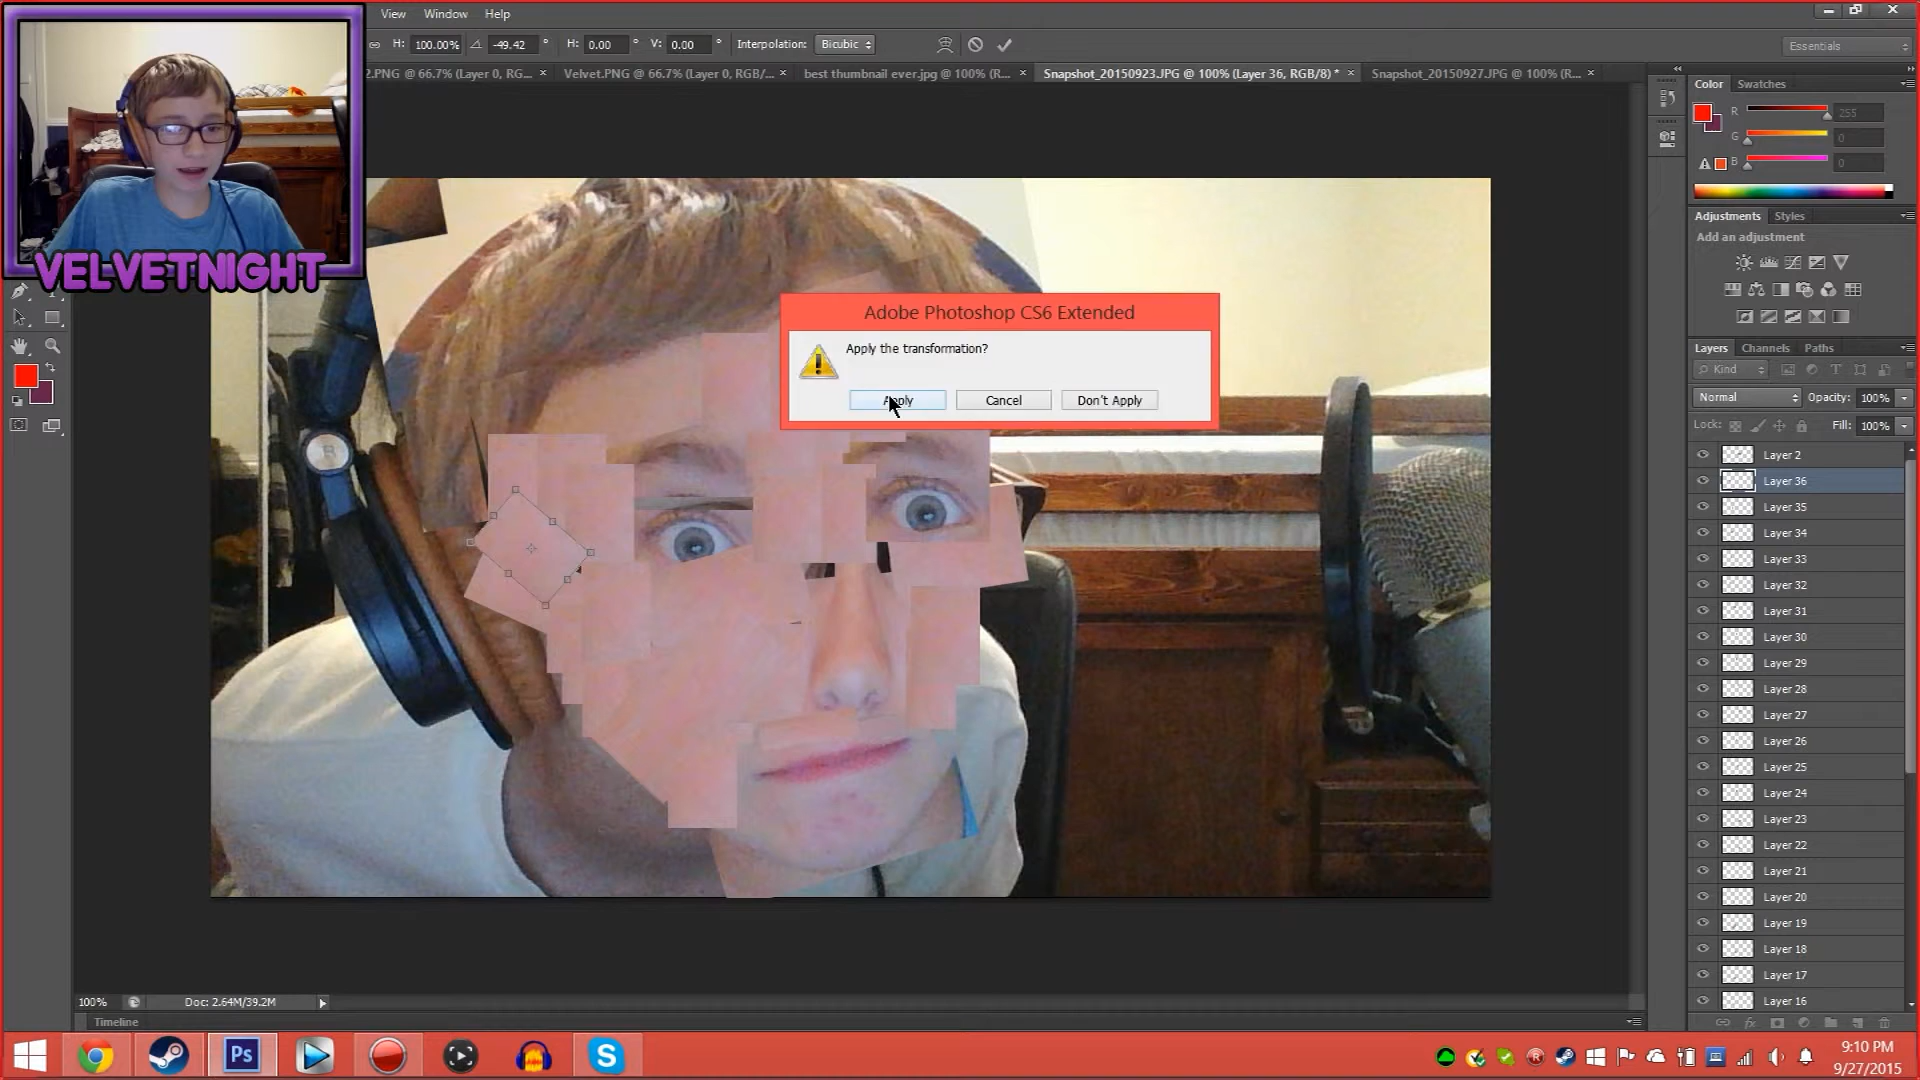 View Window Help
H: 100.00% -49.42 ° H: 0.00 ° V: 0.00 ° Interpolation: Bicubic
Essentials
2.PNG @ 66.7% (Layer 0, RG... × Velvet.PNG @ 66.7% (Layer 0, RGB/... × best thumbnail ever.jpg @ 100% (R... × Snapshot_20150923.JPG @ 100% (Layer 36, RGB/8) * × Snapshot_20150927.JPG @ 100% (R... ×
VELVETNIGHT
Adobe Photoshop CS6 Extended
Apply the transformation?
Apply Cancel Don't Apply
Color Swatches
R 255
G 0
B 0
Adjustments Styles
Add an adjustment
Layers Channels Paths
Kind
Normal Opacity: 100%
Lock: Fill: 100%
Layer 2
Layer 36
Layer 35
Layer 34
Layer 33
Layer 32
Layer 31
Layer 30
Layer 29
Layer 28
Layer 27
Layer 26
Layer 25
Layer 24
Layer 23
Layer 22
Layer 21
Layer 20
Layer 19
Layer 18
Layer 17
Layer 16
fx
100% Doc: 2.64M/39.2M
Timeline
Ps
9:10 PM
9/27/2015